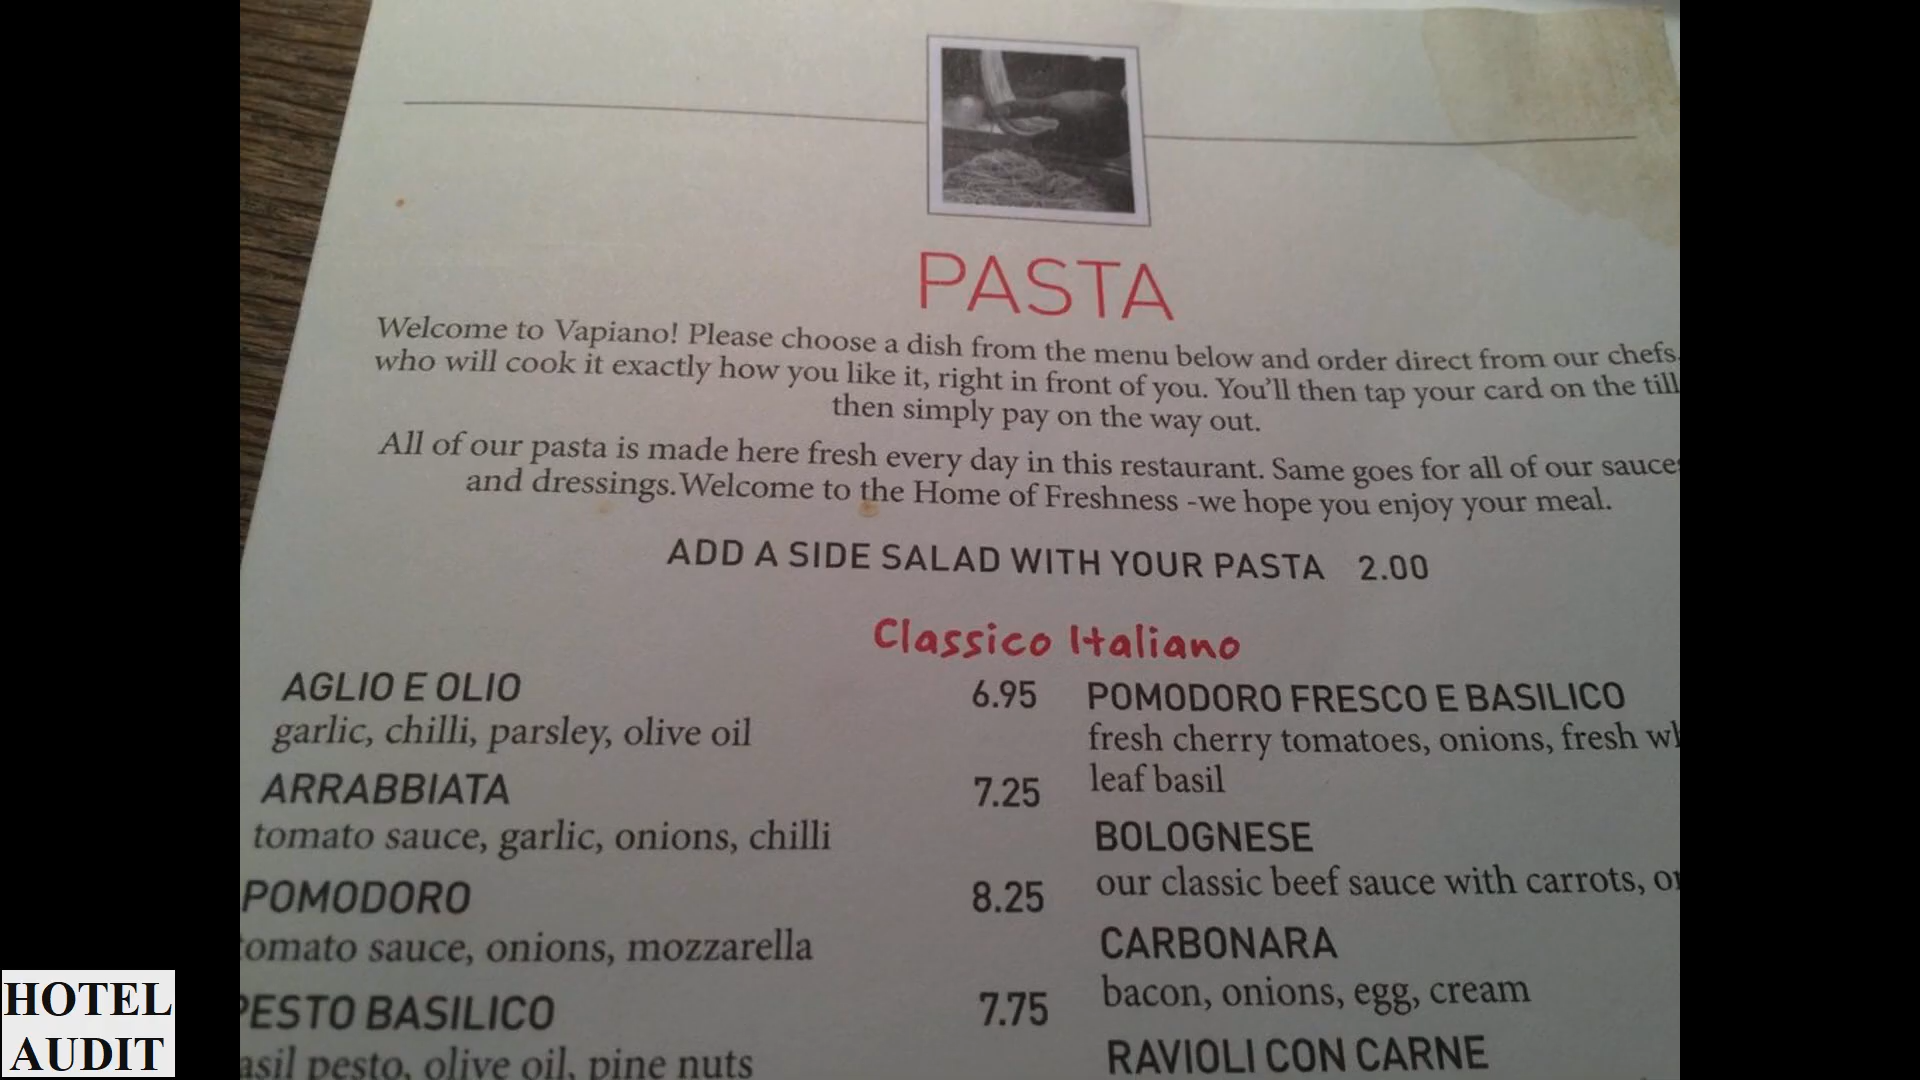 PASTA
Welcome to Vapiano! Please choose a dish from the menu below and order direct from our chefs
who will cook it exactly how you like it, right in front of you. You'll then tap your card on the till
then simply pay on the way out.
All of our pasta is made here fresh every day in this restaurant. Same goes for all of our sauces
and dressings. Welcome to the Home of Freshness -we hope you enjoy your meal.
ADD A SIDE SALAD WITH YOUR PASTA 2.00
Classico Italiano
AGLIO E OLIO 6.95
garlic, chilli, parsley, olive oil
ARRABBIATA 7.25
tomato sauce, garlic, onions, chilli
POMODORO 8.25
tomato sauce, onions, mozzarella
PESTO BASILICO 7.75
basil pesto, olive oil, pine nuts
POMODORO FRESCO E BASILICO
fresh cherry tomatoes, onions, fresh
leaf basil
BOLOGNESE
our classic beef sauce with carrots,
CARBONARA
bacon, onions, egg, cream
RAVIOLI CON CARNE
HOTEL
AUDIT